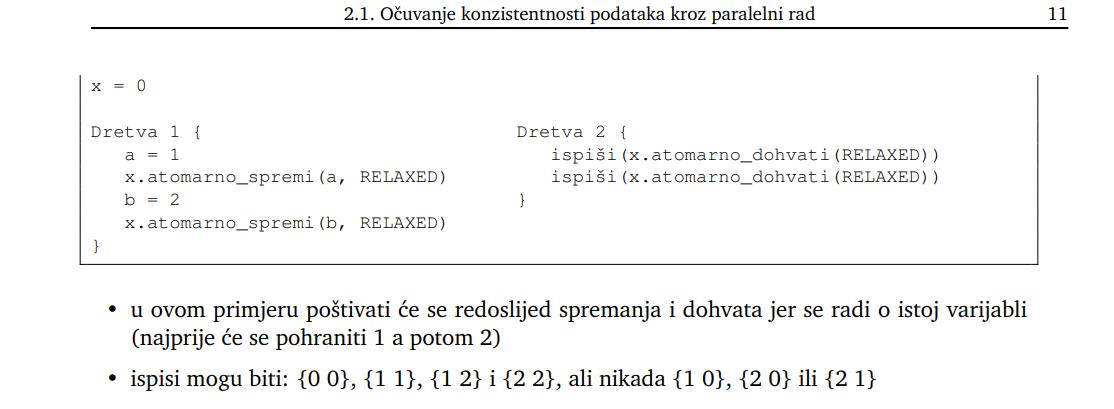 2.1. Očuvanje konzistentnosti podataka kroz paralelni rad 11
x = 0
Dretva 1 {
a = 1
x.atomarno_spremi(a, RELAXED)
b = 2
x.atomarno_spremi(b, RELAXED)
}
Dretva 2 {
ispiši(x.atomarno_dohvati(RELAXED))
ispiši(x.atomarno_dohvati(RELAXED))
}
• u ovom primjeru poštivati će se redoslijed spremanja i dohvata jer se radi o istoj varijabli
(najprije će se pohraniti 1 a potom 2)
• ispisi mogu biti: {0 0}, {1 1}, {1 2} i {2 2}, ali nikada {1 0}, {2 0} ili {2 1}